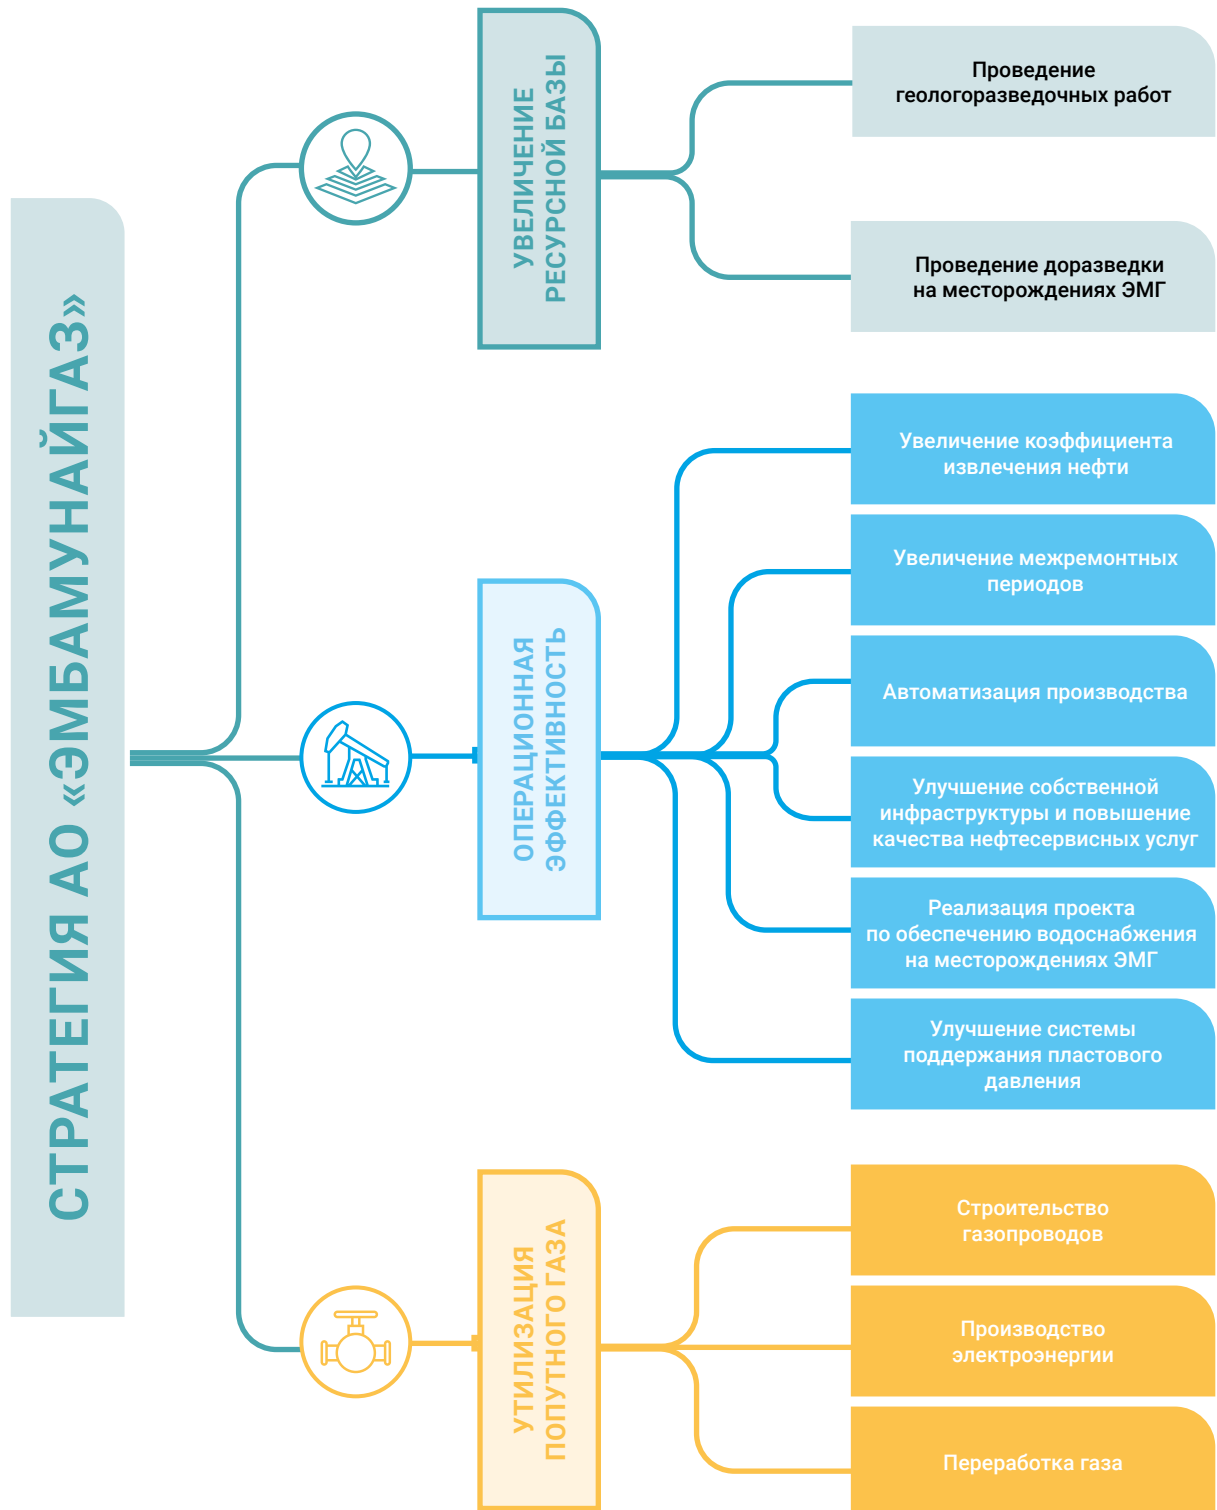 СТРАТЕГИЯ АО «ЭМБАМУНАЙГАЗ»
УВЕЛИЧЕНИЕ
РЕСУРСНОЙ БАЗЫ
Проведение
геологоразведочных работ
Проведение доразведки
на месторождениях ЭМГ
ОПЕРАЦИОННАЯ
ЭФФЕКТИВНОСТЬ
Увеличение коэффициента
извлечения нефти
Увеличение межремонтных
периодов
Автоматизация производства
Улучшение собственной
инфраструктуры и повышение
качества нефтесервисных услуг
Реализация проекта
по обеспечению водоснабжения
на месторождениях ЭМГ
Улучшение системы
поддержания пластового
давления
УТИЛИЗАЦИЯ
ПОПУТНОГО ГАЗА
Строительство
газопроводов
Производство
электроэнергии
Переработка газа